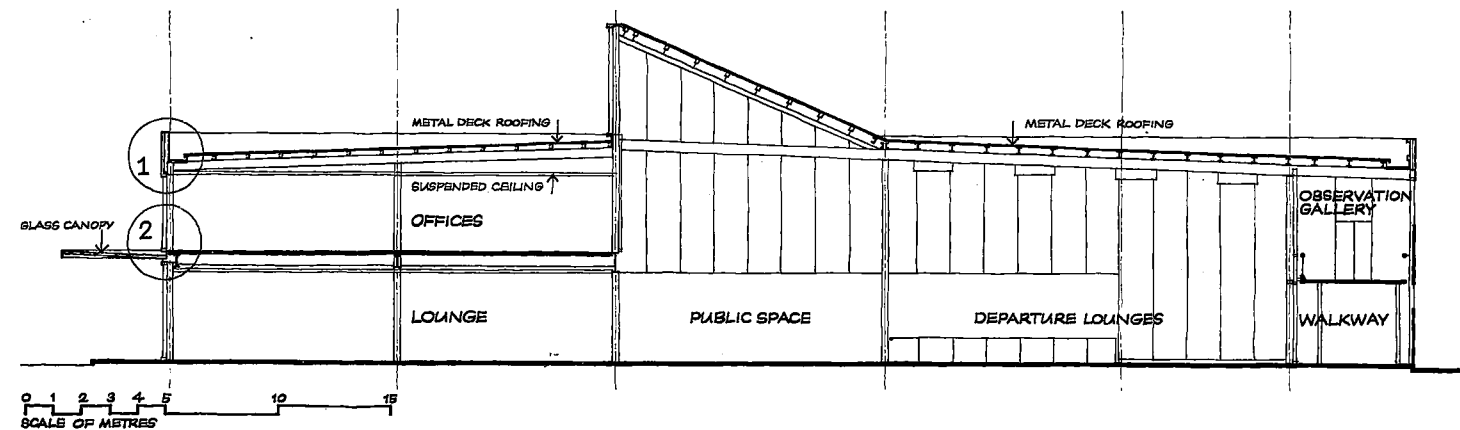 METAL DECK ROOFING
METAL DECK ROOFING
1
SUSPENDED CEILING
OBSERVATION
GALLERY
OFFICES
GLASS CANOPY
2
LOUNGE
PUBLIC SPACE
DEPARTURE LOUNGES
WALKWAY
0 1 2 3 4 5 10 15
SCALE OF METRES